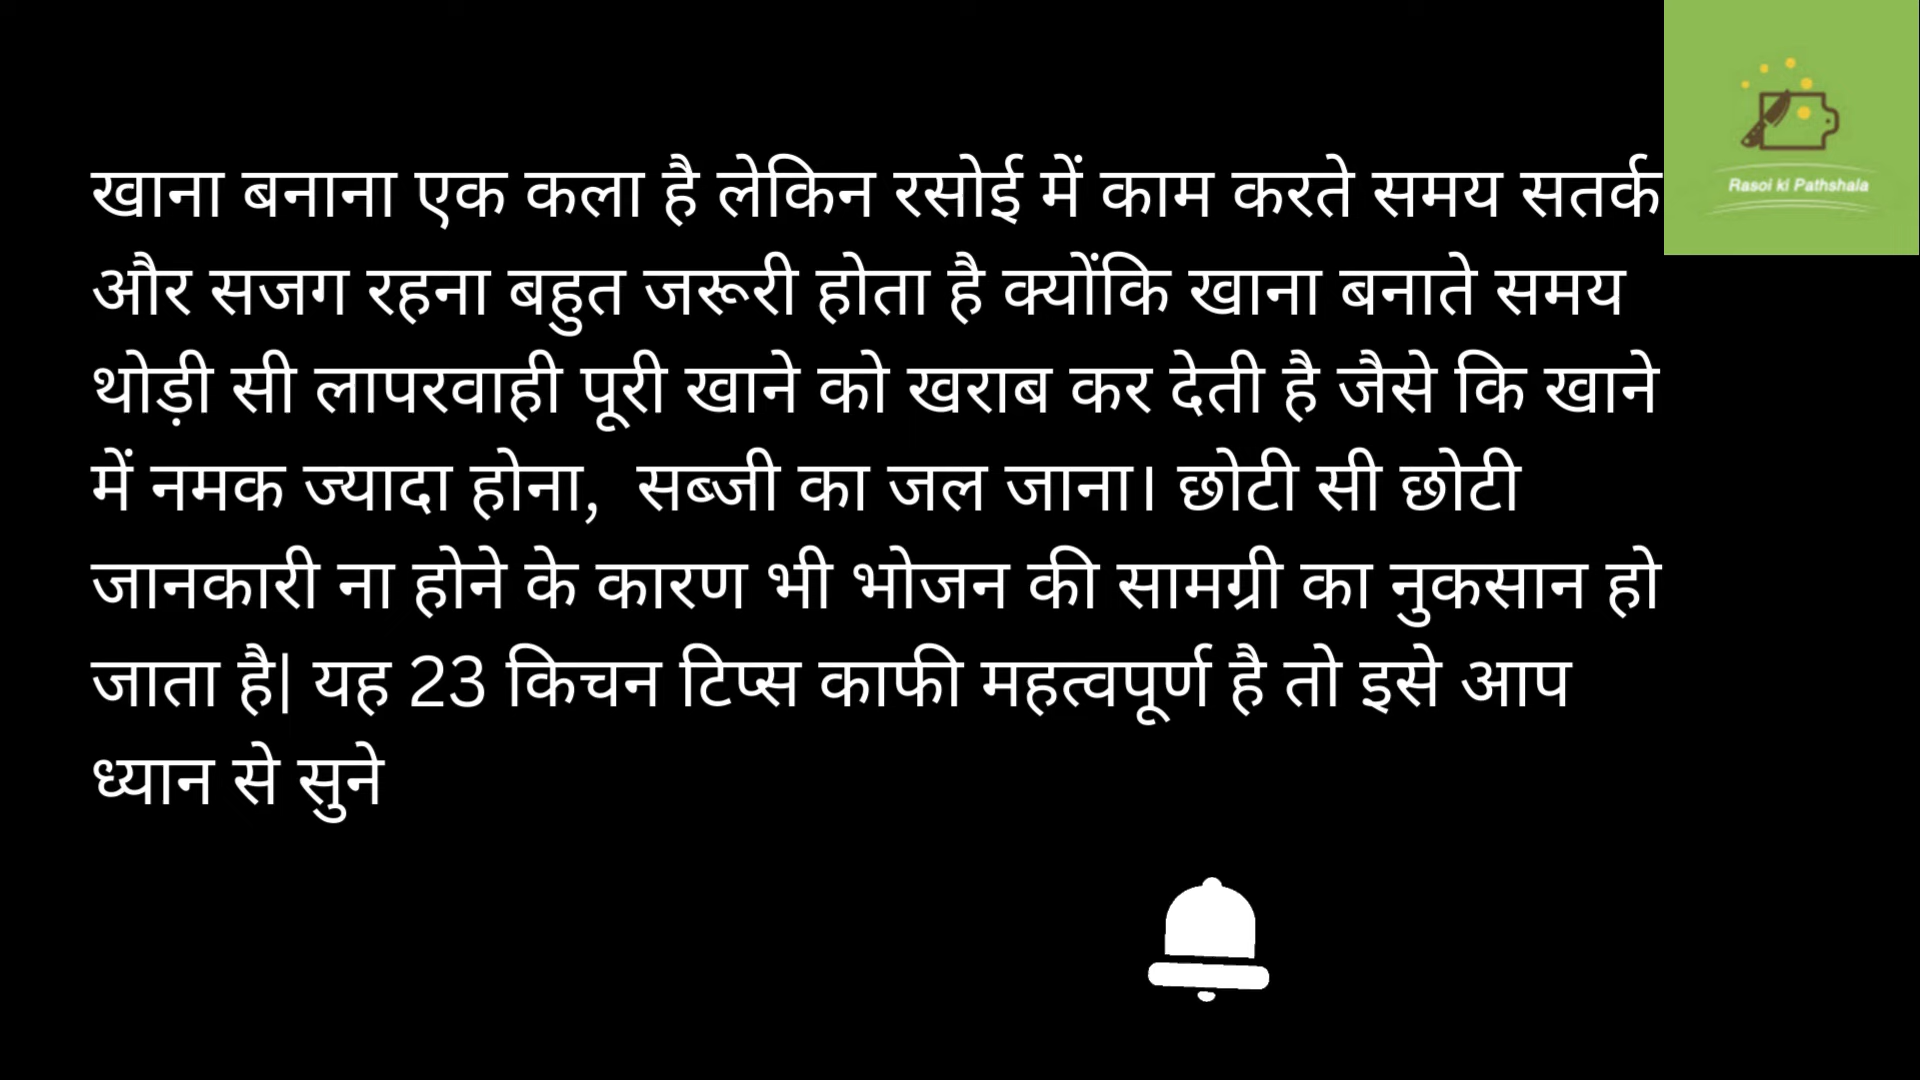 खाना बनाना एक कला है लेकिन रसोई में काम करते समय सतर्क
और सजग रहना बहुत जरूरी होता है क्योंकि खाना बनाते समय
थोड़ी सी लापरवाही पूरी खाने को खराब कर देती है जैसे कि खाने
में नमक ज्यादा होना,  सब्जी का जल जाना। छोटी सी छोटी
जानकारी ना होने के कारण भी भोजन की सामग्री का नुकसान हो
जाता है| यह 23 किचन टिप्स काफी महत्वपूर्ण है तो इसे आप
ध्यान से सुने
Rasoi ki Pathshala